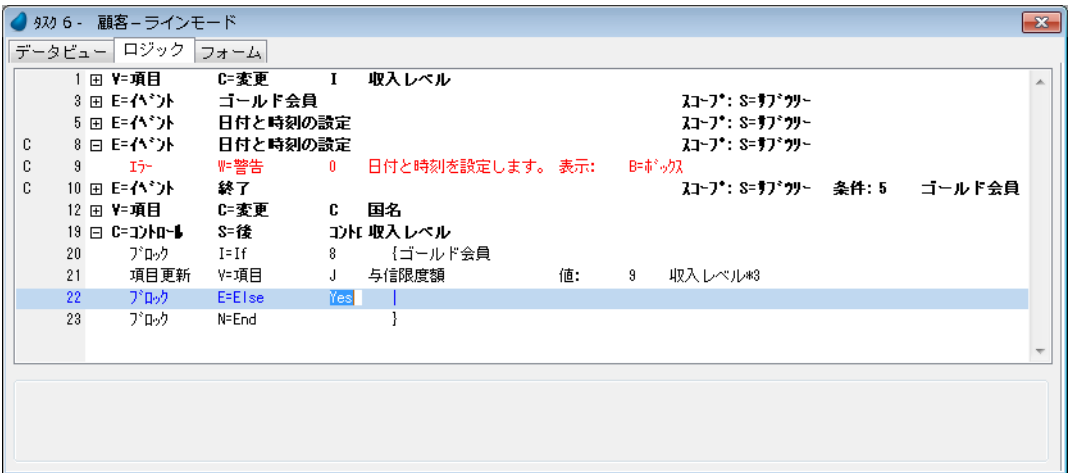 ﾀｽｸ 6 - 顧客－ラインモード
データビュー ロジック フォーム
1 V=項目 C=変更 I 収入レベル
3 E=ｲﾍﾞﾝﾄ ゴールド会員 ｽｺｰﾌﾟ: S=ｻﾌﾞﾂﾘｰ
5 E=ｲﾍﾞﾝﾄ 日付と時刻の設定 ｽｺｰﾌﾟ: S=ｻﾌﾞﾂﾘｰ
C 8 E=ｲﾍﾞﾝﾄ 日付と時刻の設定 ｽｺｰﾌﾟ: S=ｻﾌﾞﾂﾘｰ
C 9 ｴﾗｰ W=警告 0 日付と時刻を設定します。 表示: B=ﾎﾞｯｸｽ
C 10 E=ｲﾍﾞﾝﾄ 終了 ｽｺｰﾌﾟ: S=ｻﾌﾞﾂﾘｰ 条件: 5 ゴールド会員
12 V=項目 C=変更 C 国名
19 C=ｺﾝﾄﾛｰﾙ S=後 ｺﾝﾄﾛ 収入レベル
20 ﾌﾞﾛｯｸ I=If 8 {ゴールド会員
21 項目更新 V=項目 J 与信限度額 値: 9 収入レベル*3
22 ﾌﾞﾛｯｸ E=Else Yes |
23 ﾌﾞﾛｯｸ N=End }